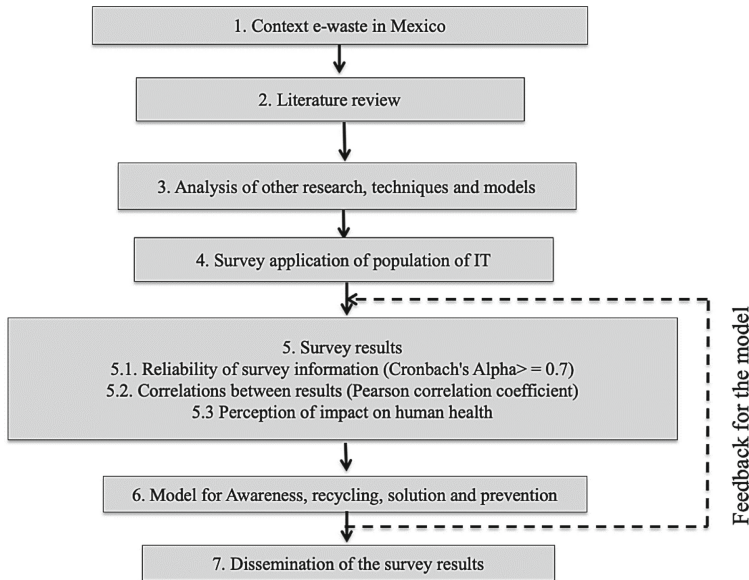 1. Context e-waste in Mexico
2. Literature review
3. Analysis of other research, techniques and models
4. Survey application of population of IT
5. Survey results
5.1. Reliability of survey information (Cronbach's Alpha> = 0.7)
5.2. Correlations between results (Pearson correlation coefficient)
5.3 Perception of impact on human health
6. Model for Awareness, recycling, solution and prevention
7. Dissemination of the survey results
Feedback for the model